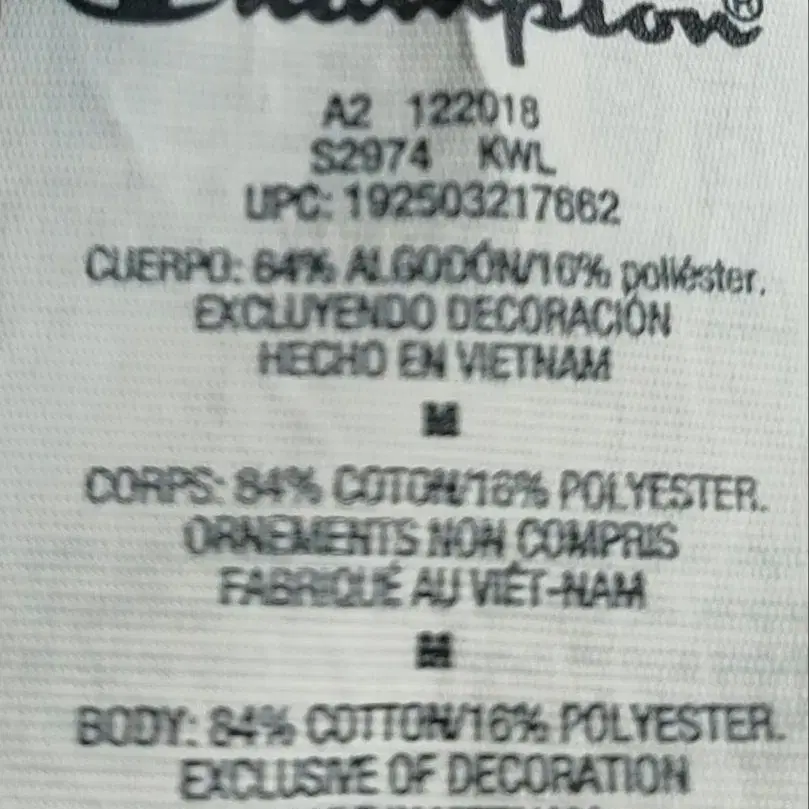 Champion®
A2 122018
S2974 KWL
UPC: 192503217662
CUERPO: 84% ALGODÓN/16% poliéster.
EXCLUYENDO DECORACIÓN
HECHO EN VIETNAM
CORPS: 84% COTON/16% POLYESTER.
ORNEMENTS NON COMPRIS
FABRIQUÉ AU VIÊT-NAM
BODY: 84% COTTON/16% POLYESTER.
EXCLUSIVE OF DECORATION